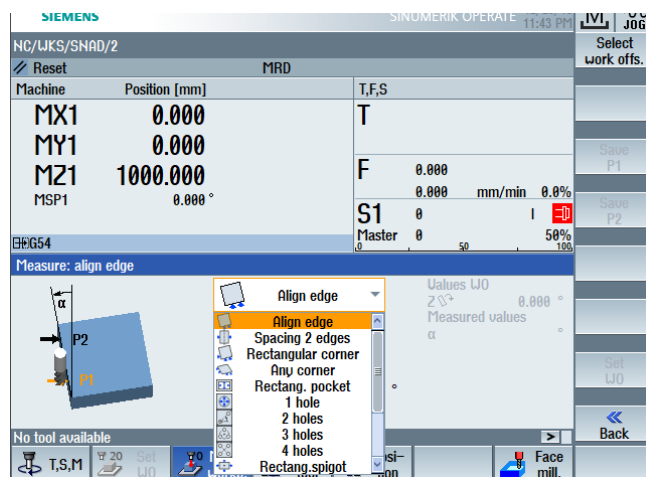 SIEMENS
SINUMERIK OPERATE
11:43 PM
JOG
NC/WKS/SNAD/2
Select
work offs.
Reset
MRD
Machine
Position [mm]
T,F,S
MX1
0.000
T
MY1
0.000
MZ1
1000.000
F
0.000
Save
P1
MSP1
0.000 °
0.000
mm/min
0.0%
Save
P2
S1
0
I
Master
0
50%
G54
0
50
100
Measure: align edge
Align edge
Values WO
Z
0.000 °
Measured values
α
°
α
P2
P1
Align edge
Spacing 2 edges
Rectangular corner
Any corner
Rectang. pocket
1 hole
2 holes
3 holes
4 holes
Rectang.spigot
°
Set
WO
No tool available
>
Back
T,S,M
Set
WO
Face
mill.